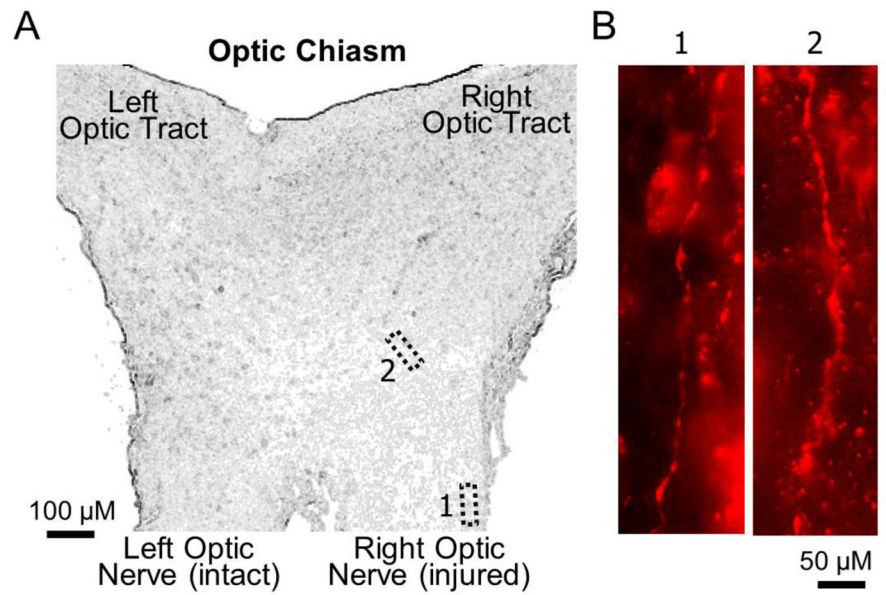 A
Optic Chiasm
Left
Optic Tract
Right
Optic Tract
2
1
100 µM
Left Optic
Nerve (intact)
Right Optic
Nerve (injured)
B
1
2
50 µM